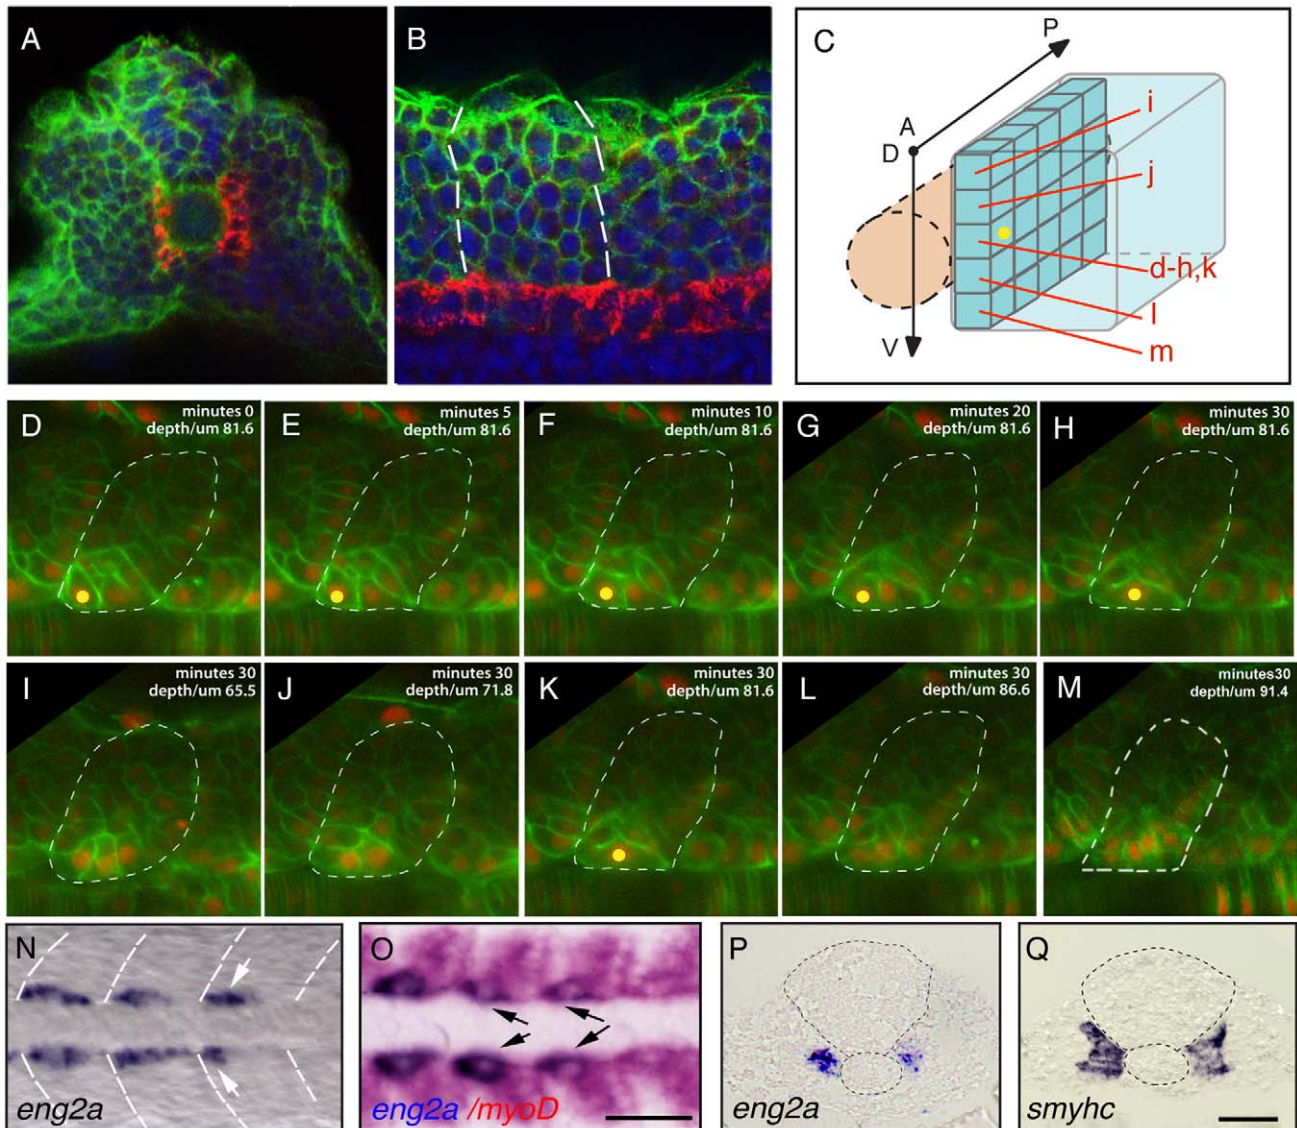 A
B
C
P
A
D
V
i
j
d-h,k
l
m
D
minutes 0
depth/um 81.6
E
minutes 5
depth/um 81.6
F
minutes 10
depth/um 81.6
G
minutes 20
depth/um 81.6
H
minutes 30
depth/um 81.6
I
minutes 30
depth/um 65.5
J
minutes 30
depth/um 71.8
K
minutes 30
depth/um 81.6
L
minutes 30
depth/um 86.6
M
minutes30
depth/um 91.4
N
eng2a
O
eng2a /myoD
P
eng2a
Q
smyhc